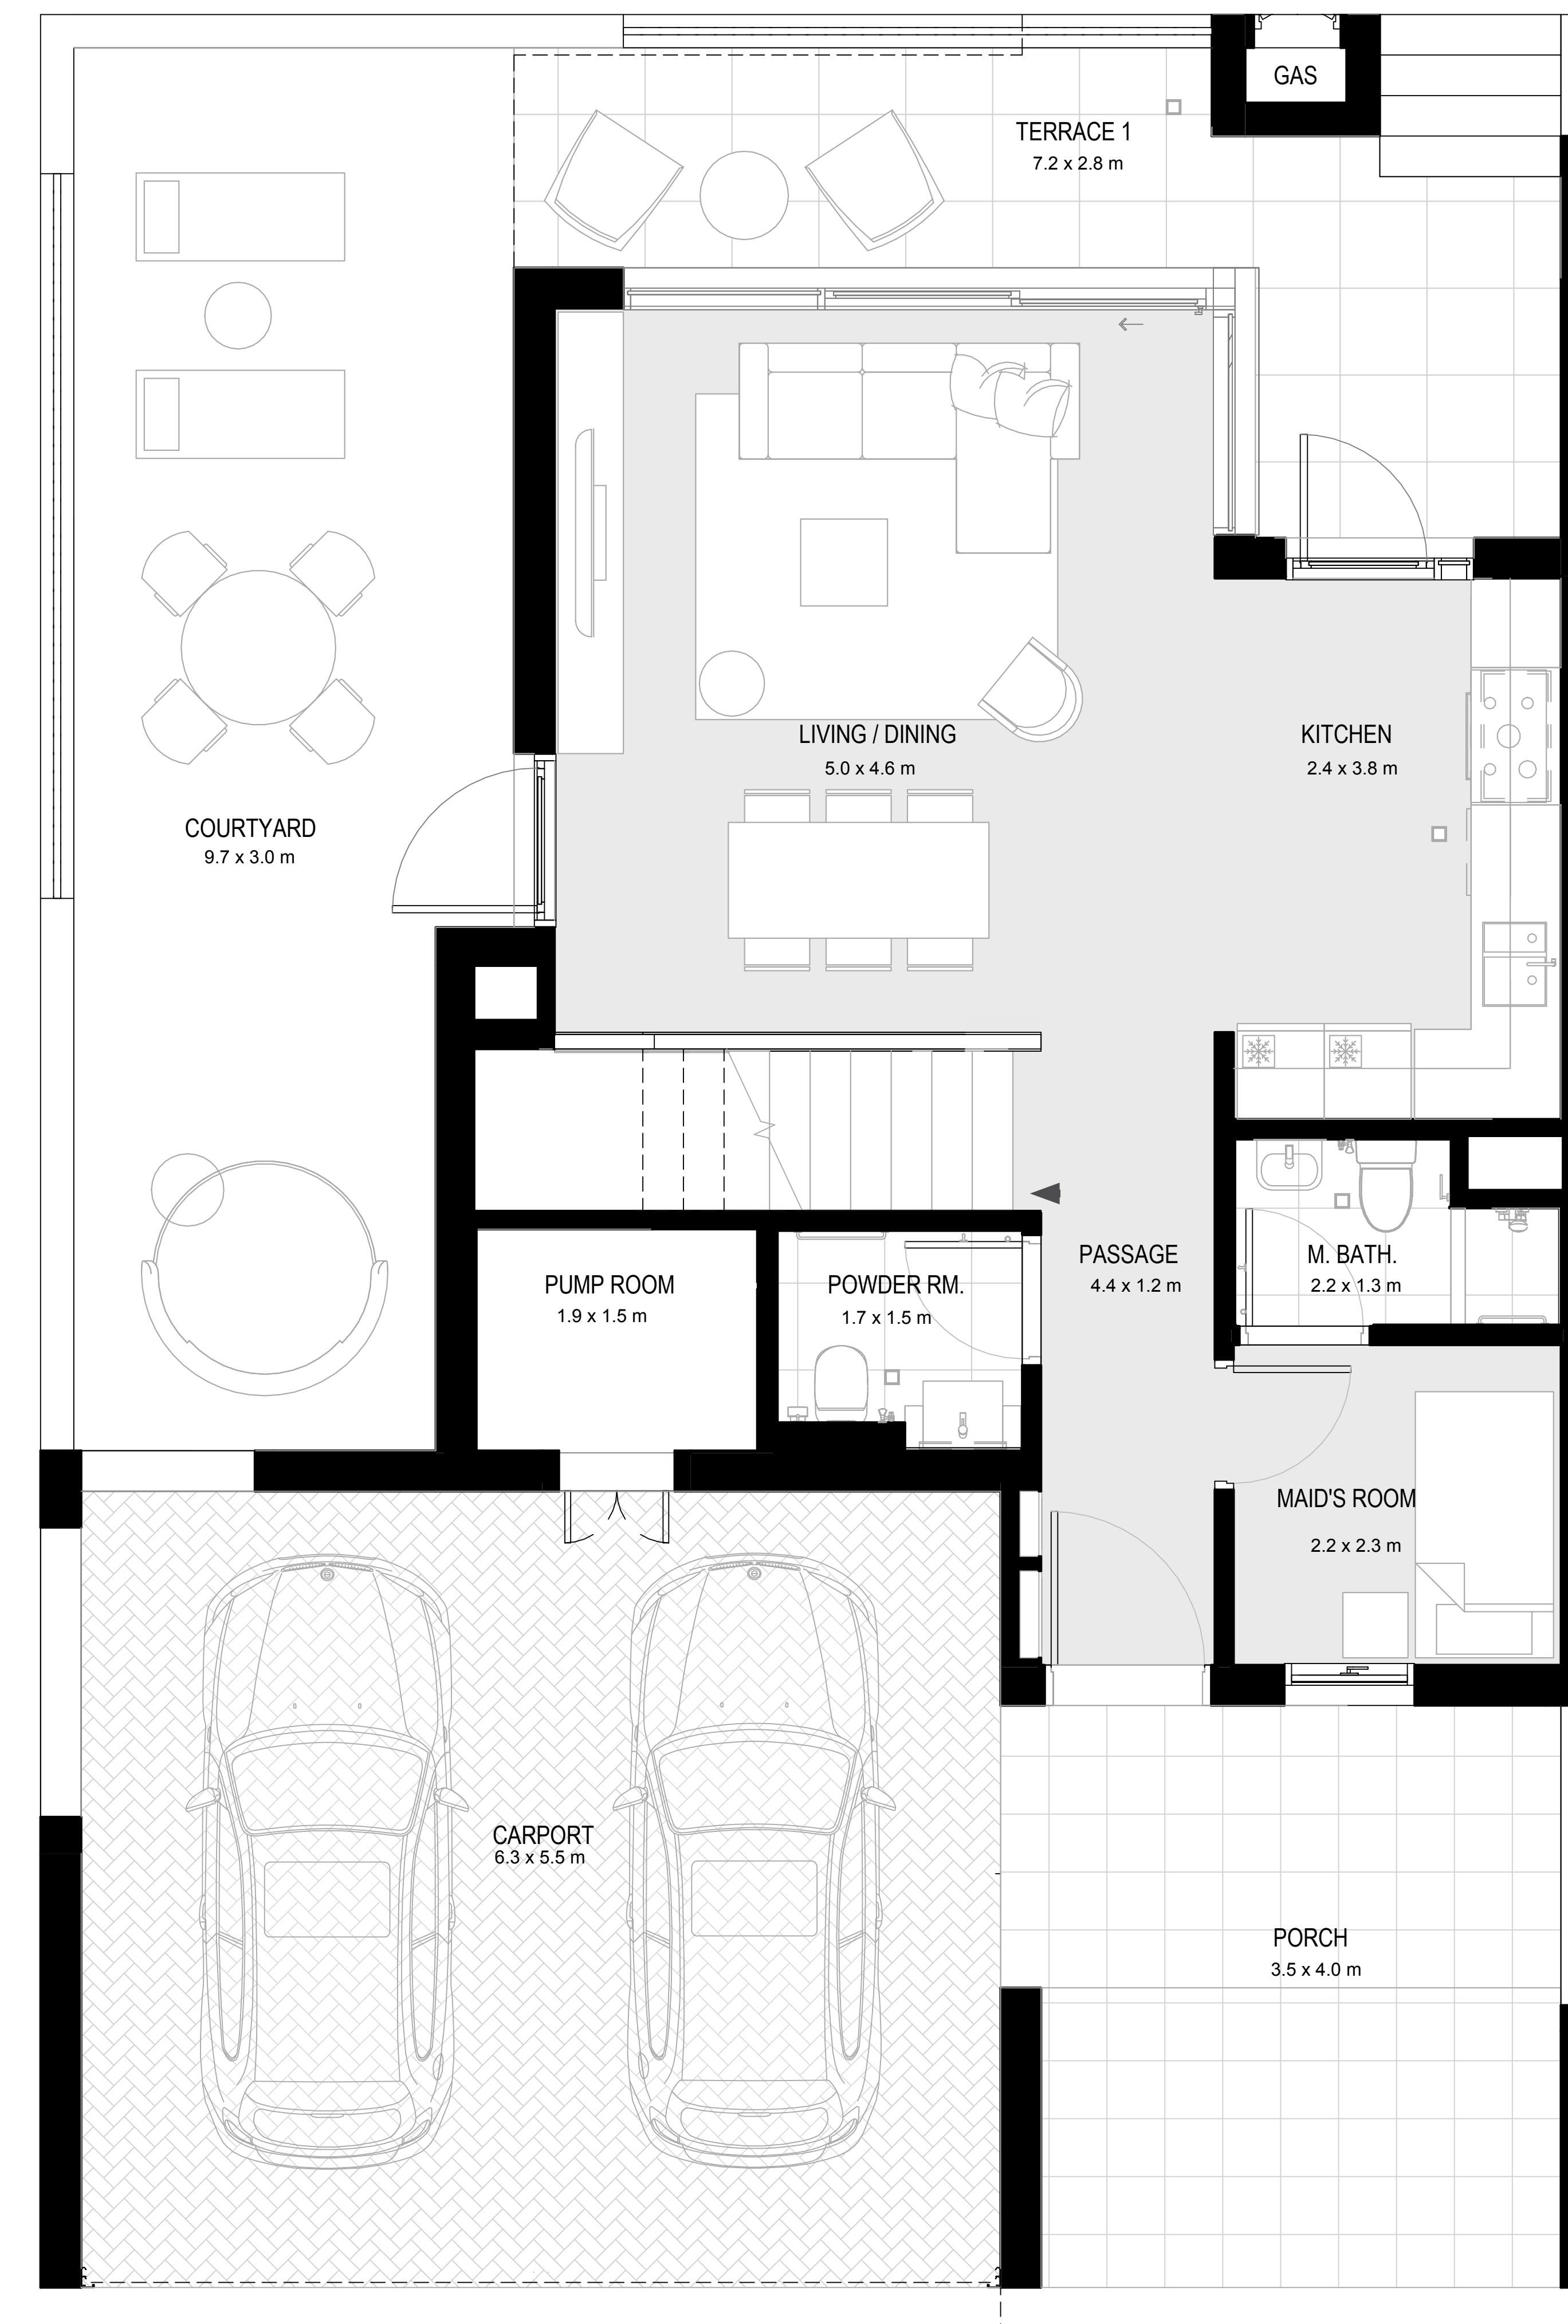 GAS
TERRACE 1
7.2 x 2.8 m
LIVING / DINING
5.0 x 4.6 m
KITCHEN
2.4 x 3.8 m
COURTYARD
9.7 x 3.0 m
PASSAGE
4.4 x 1.2 m
M. BATH.
2.2 x 1.3 m
PUMP ROOM
1.9 x 1.5 m
POWDER RM.
1.7 x 1.5 m
MAID'S ROOM
2.2 x 2.3 m
CARPORT
6.3 x 5.5 m
PORCH
3.5 x 4.0 m